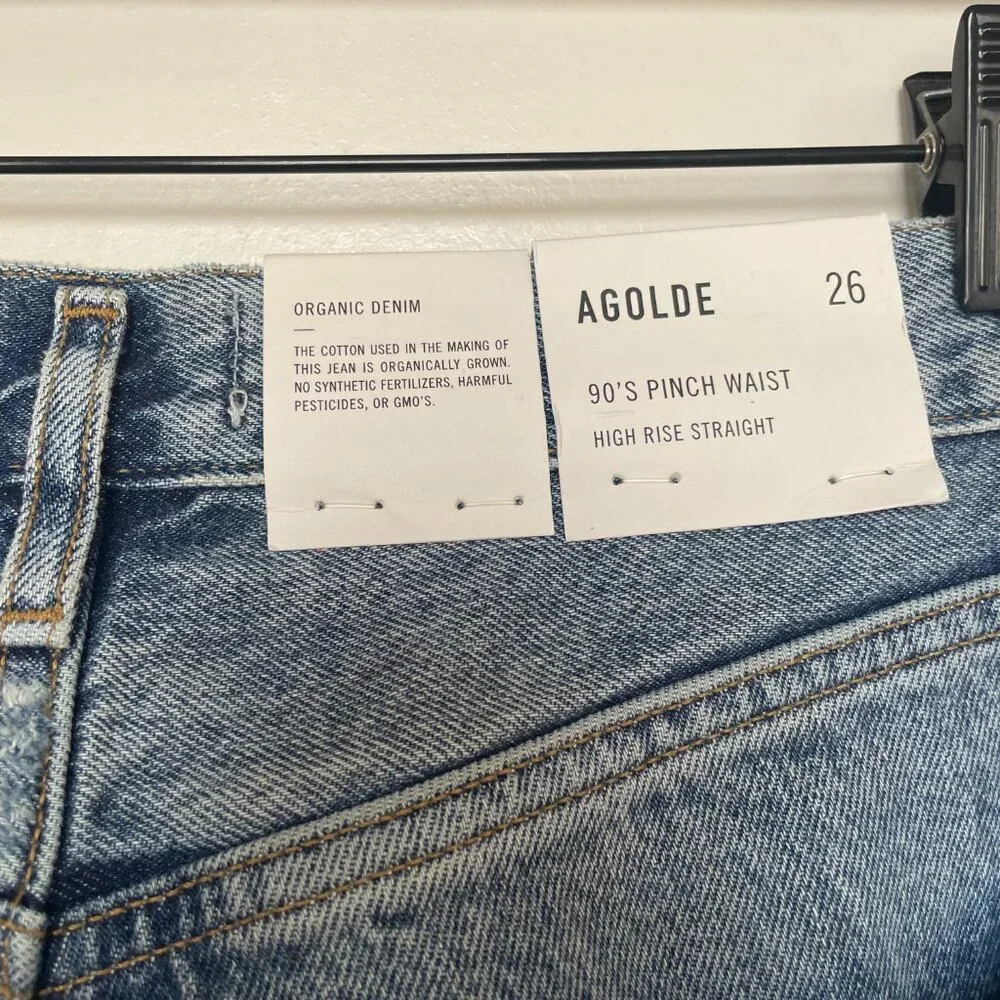 ORGANIC DENIM
THE COTTON USED IN THE MAKING OF
THIS JEAN IS ORGANICALLY GROWN.
NO SYNTHETIC FERTILIZERS, HARMFUL
PESTICIDES, OR GMO'S.
AGOLDE 26
90'S PINCH WAIST
HIGH RISE STRAIGHT